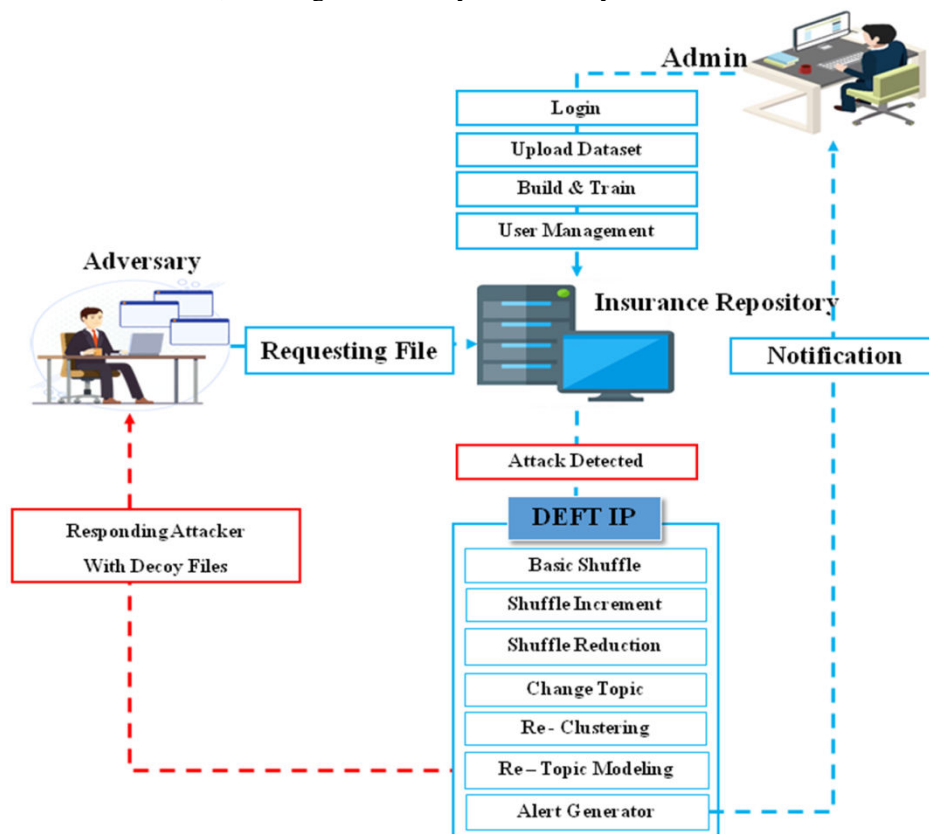 Admin
Login
Upload Dataset
Build & Train
User Management
Adversary
Insurance Repository
Requesting File
Notification
Attack Detected
DEFT IP
Responding Attacker
With Decoy Files
Basic Shuffle
Shuffle Increment
Shuffle Reduction
Change Topic
Re - Clustering
Re – Topic Modeling
Alert Generator